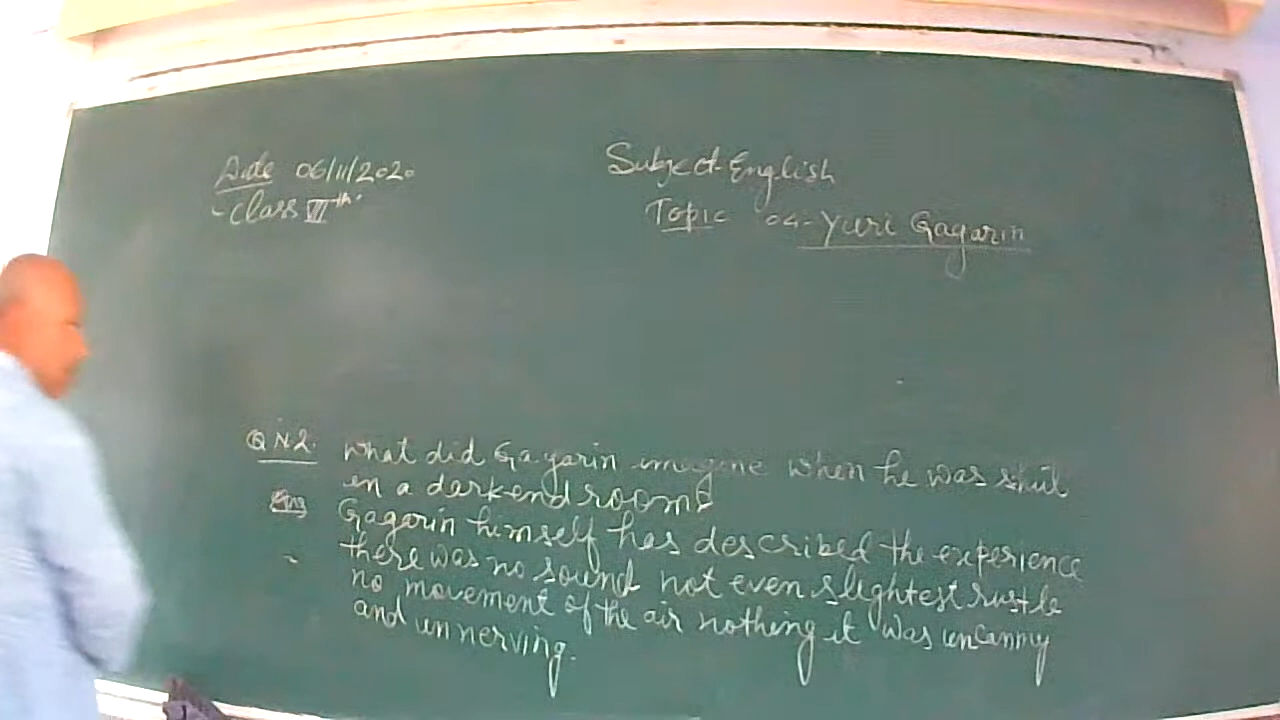 Date 06/11/2020
Subject-English
Class VII th
Topic 04-Yuri Gagarin
Q N 2. What did Gagarin imagine when he was shut
in a darkend rooms
Ans Gagarin himself has described the experience
there was no sound not even slightest rustle
no movement of the air nothing it was uncanny
and unnerving.